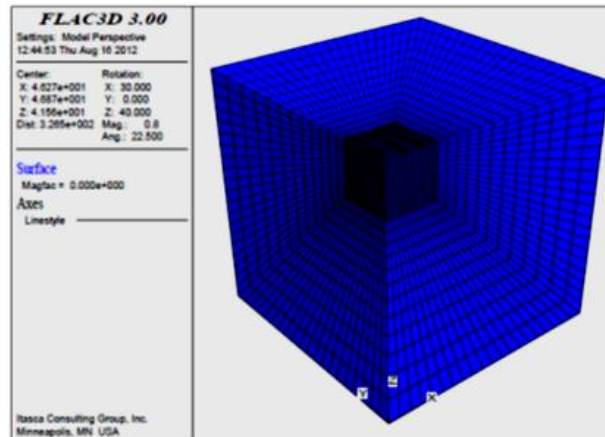 FLAC3D 3.00
Settings: Model Perspective
12:44:53 Thu Aug 16 2012
Center: Rotation:
X: 4.627e+001 X: 30.000
Y: 4.687e+001 Y: 0.000
Z: 4.156e+001 Z: 40.000
Dist: 3.265e+002 Mag.: 0.8
Ang.: 22.500
Surface
Magfac = 0.000e+000
Axes
Linestyle
Itasca Consulting Group, Inc.
Minneapolis, MN USA
Y Z X